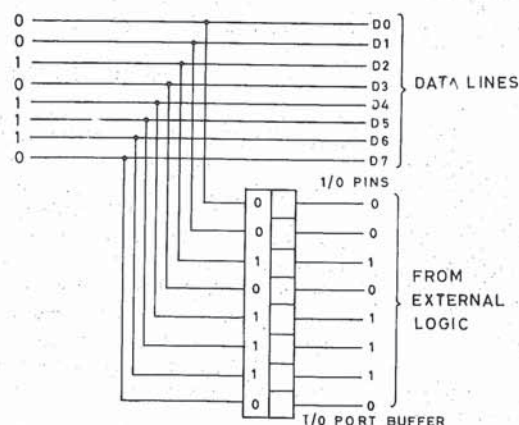 0 D0
0 D1
1 D2
0 D3
1 D4
1 D5
1 D6
0 D7
DATA LINES
I/O PINS
0 0
0 0
1 1
0 0
1 1
1 1
1 1
0 0
FROM
EXTERNAL
LOGIC
I/O PORT BUFFER